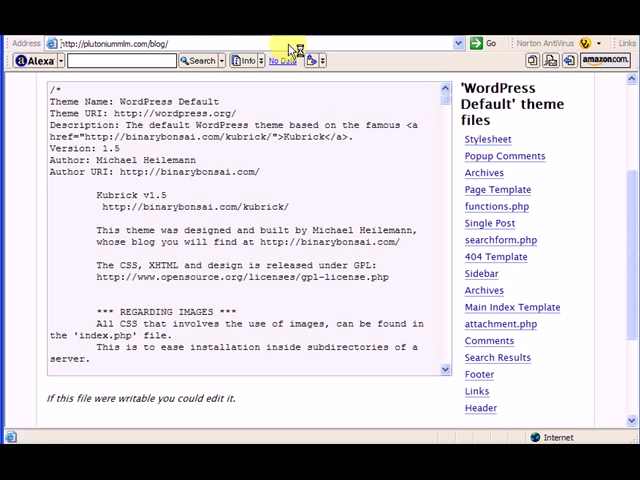 Address http://plutoniummlm.com/blog/ Go Norton AntiVirus Links
Alexa Search Info No Data amazon.com
/*
Theme Name: WordPress Default
Theme URI: http://wordpress.org/
Description: The default WordPress theme based on the famous <a
href="http://binarybonsai.com/kubrick/">Kubrick</a>.
Version: 1.5
Author: Michael Heilemann
Author URI: http://binarybonsai.com/
Kubrick v1.5
http://binarybonsai.com/kubrick/
This theme was designed and built by Michael Heilemann,
whose blog you will find at http://binarybonsai.com/
The CSS, XHTML and design is released under GPL:
http://www.opensource.org/licenses/gpl-license.php
*** REGARDING IMAGES ***
All CSS that involves the use of images, can be found in
the 'index.php' file.
This is to ease installation inside subdirectories of a
server.
If this file were writable you could edit it.
'WordPress
Default' theme
files
Stylesheet
Popup Comments
Archives
Page Template
functions.php
Single Post
searchform.php
404 Template
Sidebar
Archives
Main Index Template
attachment.php
Comments
Search Results
Footer
Links
Header
Internet